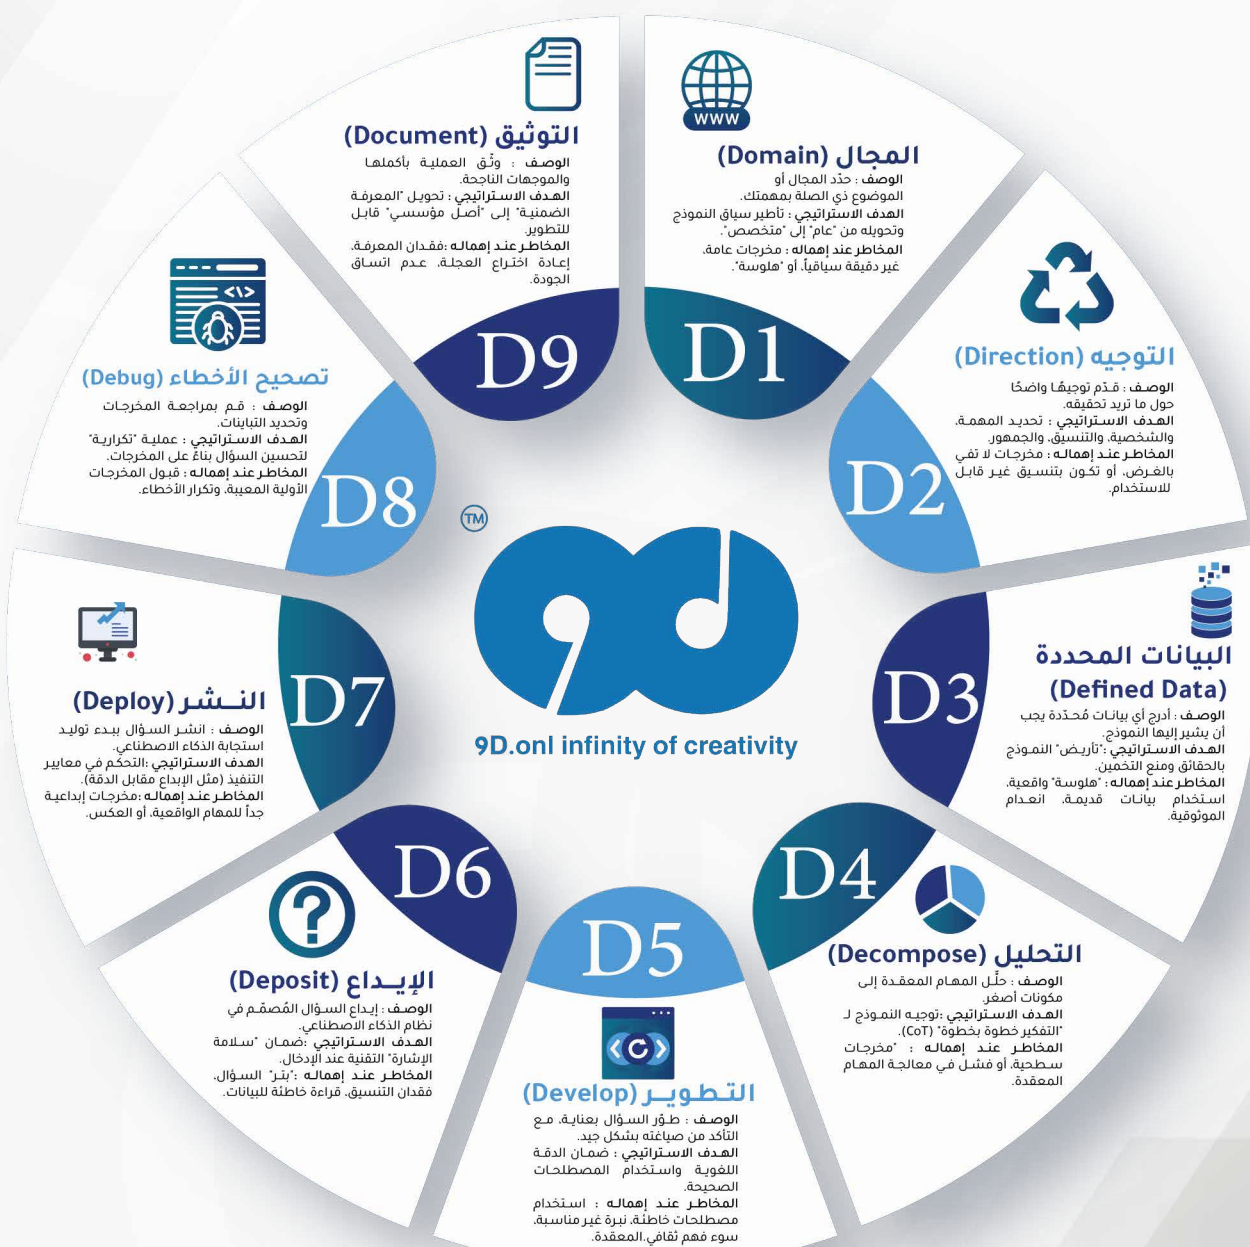 WWW
المجال (Domain)
الوصف : حدّد المجال أو
الموضوع ذي الصلة بمهمتك.
الهدف الاستراتيجي : تأطير سياق النموذج
وتحويله من "عام" إلى "متخصص".
المخاطر عند إهماله : مخرجات عامة،
غير دقيقة سياقياً، أو "هلوسة".
D1
التوجيه (Direction)
الوصف : قدّم توجيهًا واضحًا
حول ما تريد تحقيقه.
الهدف الاستراتيجي : تحديد المهمة،
والشخصية، والتنسيق، والجمهور.
المخاطر عند إهماله : مخرجات لا تفي
بالغرض، أو تكون بتنسيق غير قابل
للاستخدام.
D2
البيانات المحددة
(Defined Data)
الوصف : أدرج أي بيانات مُحدّدة يجب
أن يشير إليها النموذج.
الهدف الاستراتيجي :"تأريض" النموذج
بالحقائق ومنع التخمين.
المخاطر عند إهماله : "هلوسة" واقعية،
استخدام بيانات قديمة، انعدام
الموثوقية.
D3
التحليل (Decompose)
الوصف : حلّل المهام المعقدة إلى
مكونات أصغر.
الهدف الاستراتيجي :توجيه النموذج لـ
"التفكير خطوة بخطوة" (CoT).
المخاطر عند إهماله : "مخرجات
سطحية، أو فشل في معالجة المهام
المعقدة.
D4
D5
التطويــر (Develop)
الوصف : طوّر السؤال بعناية، مع
التأكد من صياغته بشكل جيد.
الهدف الاستراتيجي : ضمان الدقة
اللغوية واستخدام المصطلحات
الصحيحة.
المخاطر عند إهماله : استخدام
مصطلحات خاطئة، نبرة غير مناسبة،
سوء فهم ثقافي.المعقدة.
D6
الإيــداع (Deposit)
الوصف : إيداع السؤال المُصمّم في
نظام الذكاء الاصطناعي.
الهدف الاستراتيجي :ضمان "سلامة
الإشارة" التقنية عند الإدخال.
المخاطر عند إهماله :"بتر" السؤال،
فقدان التنسيق، قراءة خاطئة للبيانات.
D7
النــشر (Deploy)
الوصف : انشر السؤال ببدء توليد
استجابة الذكاء الاصطناعي.
الهدف الاستراتيجي :التحكم في معايير
التنفيذ (مثل الإبداع مقابل الدقة).
المخاطر عند إهماله :مخرجات إبداعية
جداً للمهام الواقعية، أو العكس.
D8
تصحيح الأخطاء (Debug)
الوصف : قم بمراجعة المخرجات
وتحديد التباينات.
الهدف الاستراتيجي : عملية "تكرارية"
لتحسين السؤال بناءً على المخرجات.
المخاطر عند إهماله : قبول المخرجات
الأولية المعيبة، وتكرار الأخطاء.
D9
التوثيق (Document)
الوصف : وثّق العملية بأكملها
والموجهات الناجحة.
الهدف الاستراتيجي : تحويل "المعرفة
الضمنية" إلى "أصل مؤسسي" قابل
للتطوير.
المخاطر عند إهماله :فقدان المعرفة،
إعادة اختراع العجلة، عدم اتساق
الجودة.
TM
9d
9D.onl infinity of creativity